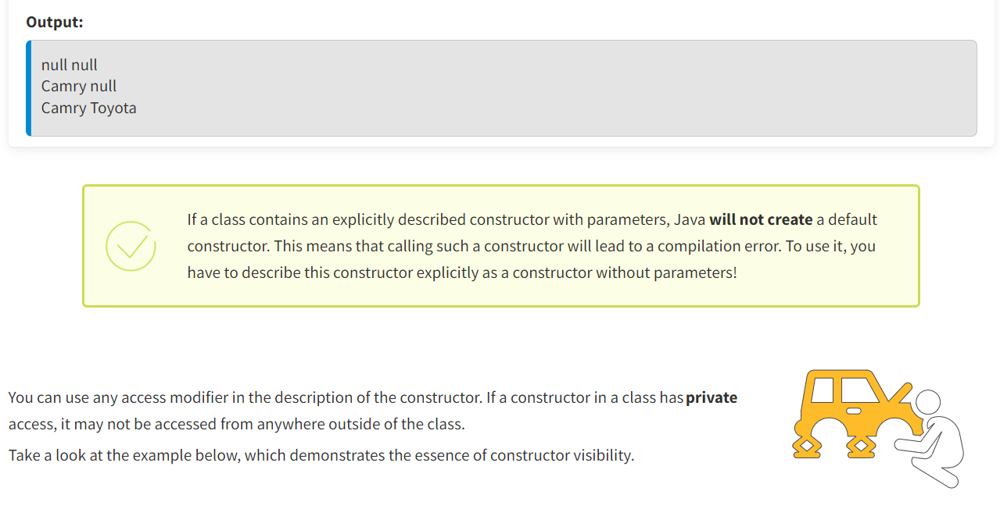 Output:
null null
Camry null
Camry Toyota
If a class contains an explicitly described constructor with parameters, Java will not create a default
constructor. This means that calling such a constructor will lead to a compilation error. To use it, you
have to describe this constructor explicitly as a constructor without parameters!
You can use any access modifier in the description of the constructor. If a constructor in a class has private
access, it may not be accessed from anywhere outside of the class.
Take a look at the example below, which demonstrates the essence of constructor visibility.